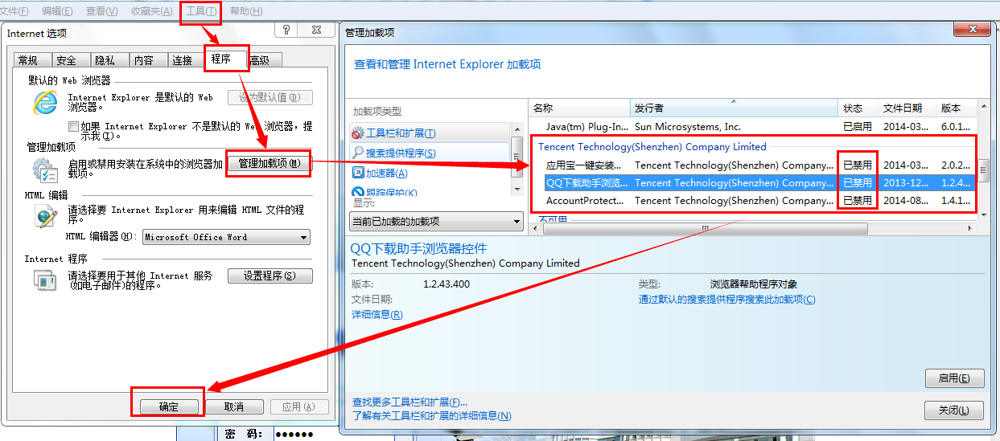 文件(F) 编辑(E) 查看(V) 收藏夹(A) 工具(T) 帮助(H)
Internet 选项
常规 安全 隐私 内容 连接 程序 高级
默认的 Web 浏览器
Internet Explorer 是默认的 Web
浏览器。
设为默认值(D)
如果 Internet Explorer 不是默认的 Web 浏览器，提
示我(I)。
管理加载项
启用或禁用安装在系统中的浏览器加
载项。
管理加载项(M)
HTML 编辑
请选择要 Internet Explorer 用来编辑 HTML 文件的程
序。
HTML 编辑器(H): Microsoft Office Word
Internet 程序
请选择要用于其他 Internet 服务
(如电子邮件)的程序。
设置程序(S)
确定 取消 应用(A)
密 码: ●●●●●●
管理加载项
查看和管理 Internet Explorer 加载项
加载项类型
工具栏和扩展(T)
搜索提供程序(S)
加速器(A)
跟踪保护(K)
显示:
当前已加载的加载项
名称 发行者 状态 文件日期 版本
Java(tm) Plug-In... Sun Microsystems, Inc. 已启用 2014-03... 6.0.1...
Tencent Technology(Shenzhen) Company Limited
应用宝一键安装... Tencent Technology(Shenzhen) Company... 已禁用 2014-03... 2.0.2...
QQ下载助手浏览... Tencent Technology(Shenzhen) Company... 已禁用 2013-12... 1.2.4...
AccountProtect... Tencent Technology(Shenzhen) Company... 已禁用 2014-08... 1.4.1...
不可用
QQ下载助手浏览器控件
Tencent Technology(Shenzhen) Company Limited
版本: 1.2.43.400 类型: 浏览器帮助程序对象
文件日期: 通过默认的搜索提供程序搜索此加载项(C)
详细信息(R)
启用(E)
查找更多工具栏和扩展(F)...
了解有关工具栏和扩展的详细信息(N)
关闭(L)